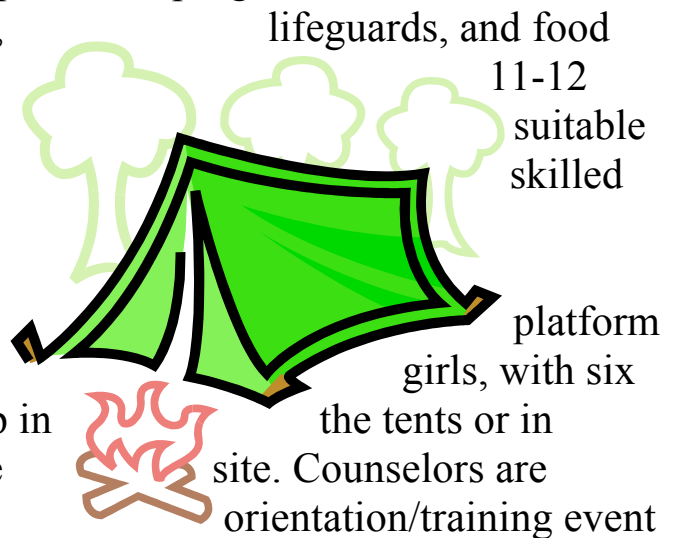 lifeguards, and food
11-12
suitable
skilled
platform
girls, with six
in the tents or in
site. Counselors are
orientation/training event